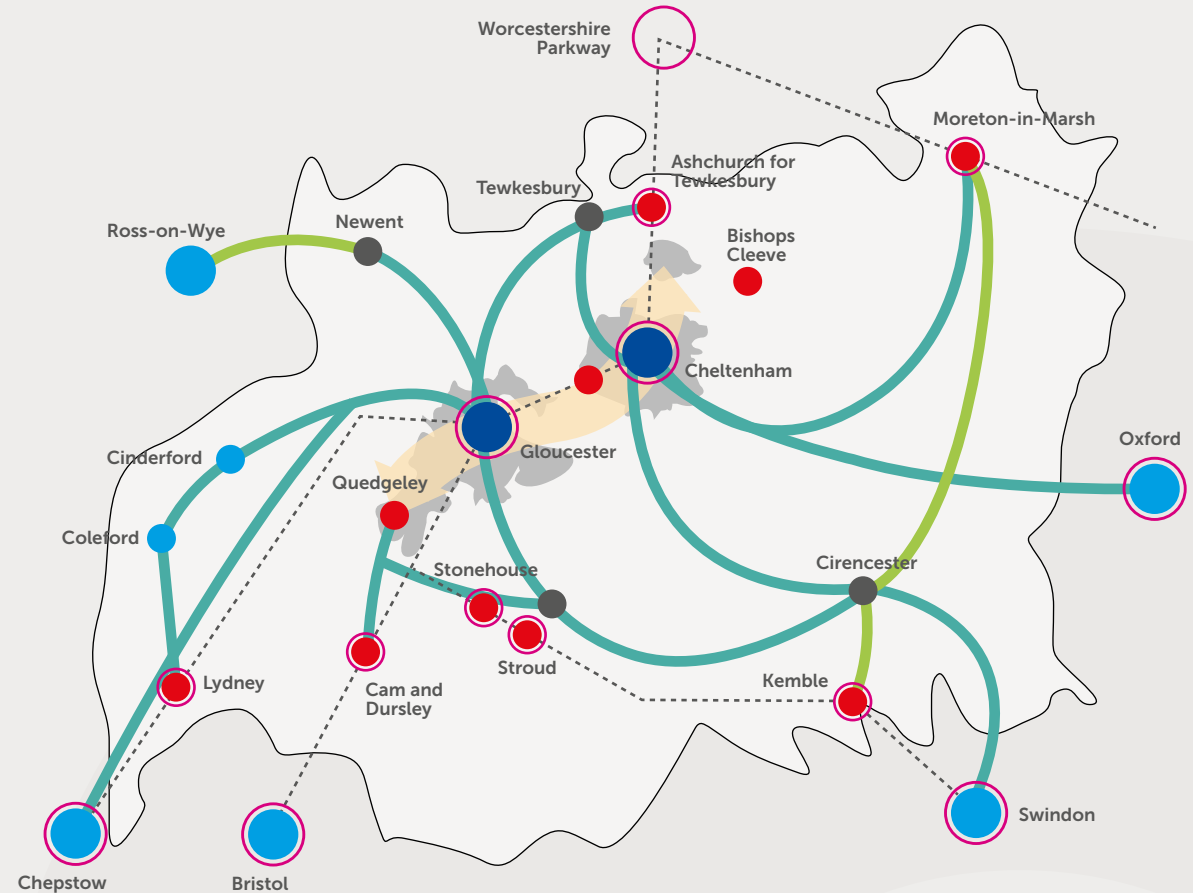 Worcestershire
Parkway
Moreton-in-Marsh
Ashchurch for
Tewkesbury
Tewkesbury
Newent
Ross-on-Wye
Bishops
Cleeve
Cheltenham
Oxford
Gloucester
Cinderford
Quedgeley
Coleford
Stonehouse
Cirencester
Stroud
Lydney
Kemble
Cam and
Dursley
Swindon
Chepstow
Bristol